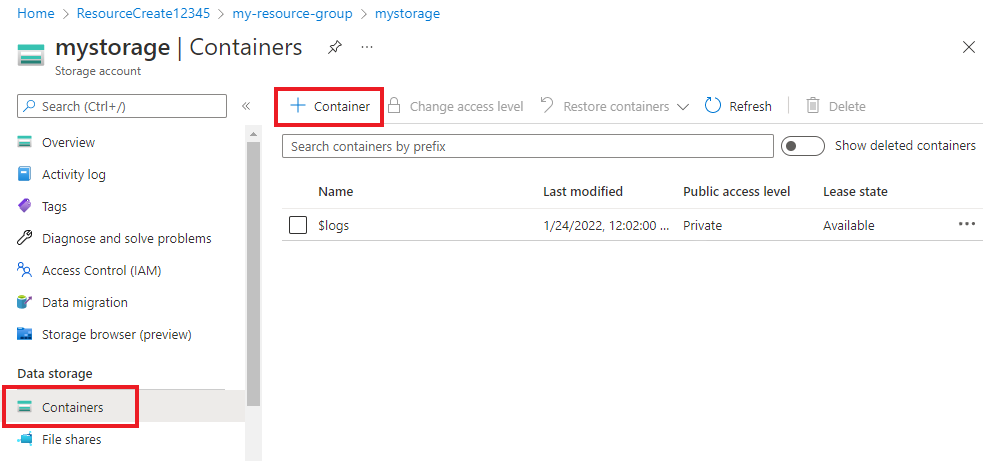 Home > ResourceCreate12345 > my-resource-group > mystorage
mystorage | Containers ...
Storage account
Search (Ctrl+/) «
Container Change access level Restore containers Refresh Delete
Overview
Search containers by prefix Show deleted containers
Activity log
Name Last modified Public access level Lease state
Tags
$logs 1/24/2022, 12:02:00 ... Private Available ...
Diagnose and solve problems
Access Control (IAM)
Data migration
Storage browser (preview)
Data storage
Containers
File shares